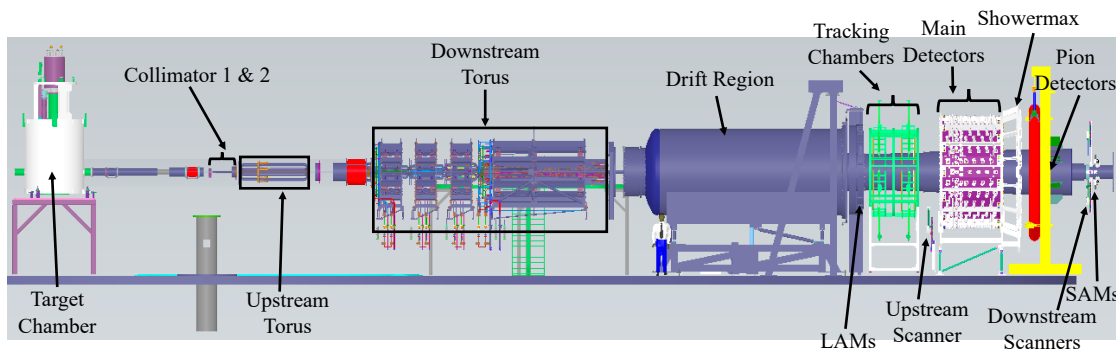 Collimator 1 & 2
Downstream
Torus
Drift Region
Tracking
Chambers
Main
Detectors
Showermax
Pion
Detectors
Target
Chamber
Upstream
Torus
LAMs
Upstream
Scanner
Downstream
Scanners
SAMs